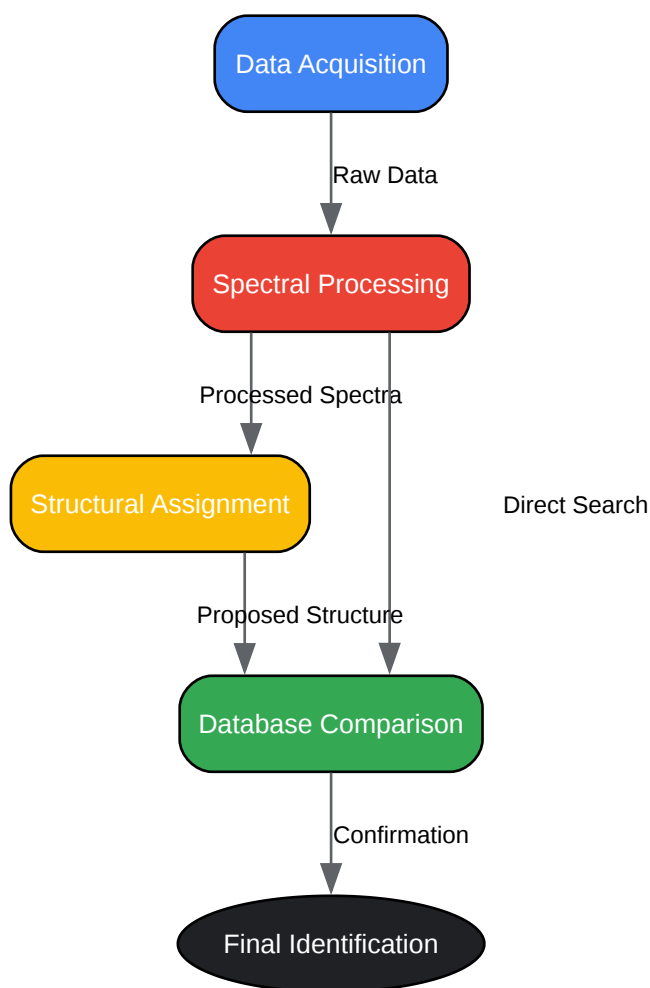 Data Acquisition
Raw Data
Spectral Processing
Processed Spectra
Structural Assignment
Direct Search
Proposed Structure
Database Comparison
Confirmation
Final Identification